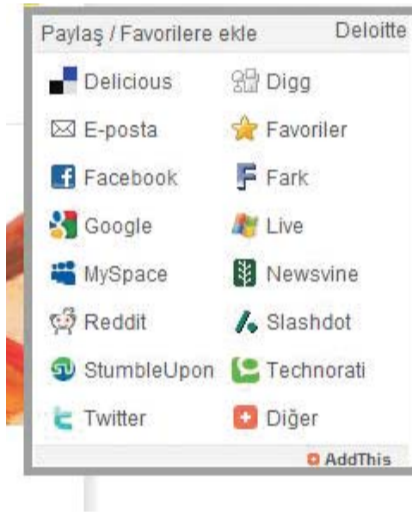 Paylaş / Favorilere ekle Deloitte
Delicious Digg
E-posta Favoriler
Facebook Fark
Google Live
MySpace Newsvine
Reddit Slashdot
StumbleUpon Technorati
Twitter Diğer
AddThis